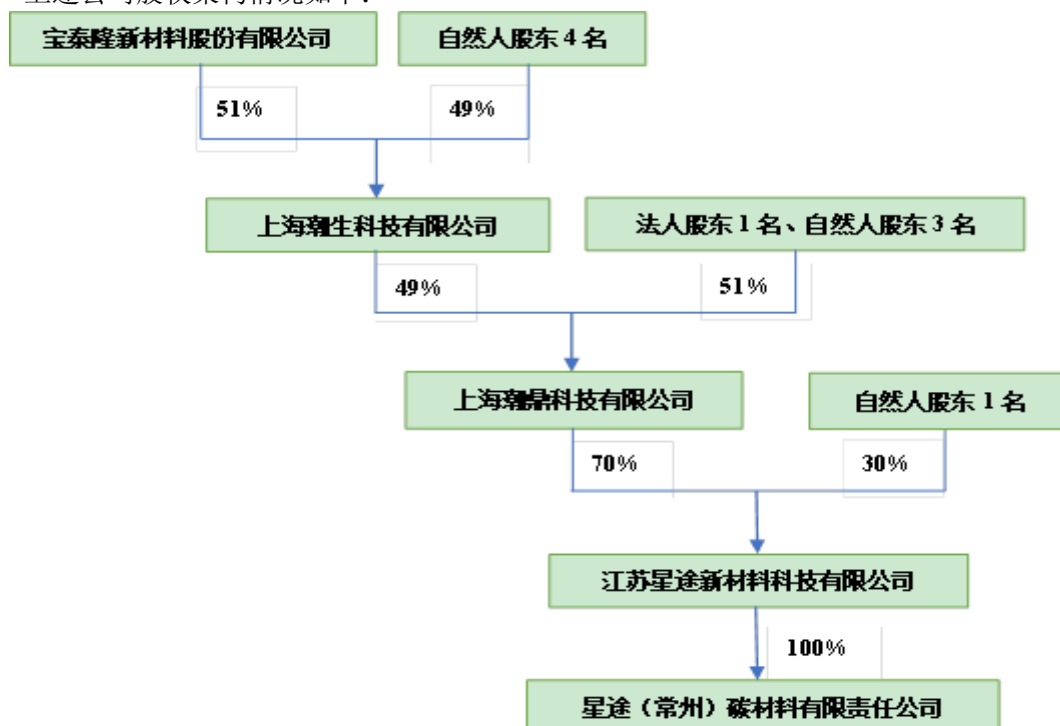 宝泰隆新材料股份有限公司 自然人股东 4 名
51% 49%
上海瀚生科技有限公司 法人股东 1 名、自然人股东 3 名
49% 51%
上海瀚鼎科技有限公司 自然人股东 1 名
70% 30%
江苏星途新材料科技有限公司
100%
星途（常州）碳材料有限责任公司